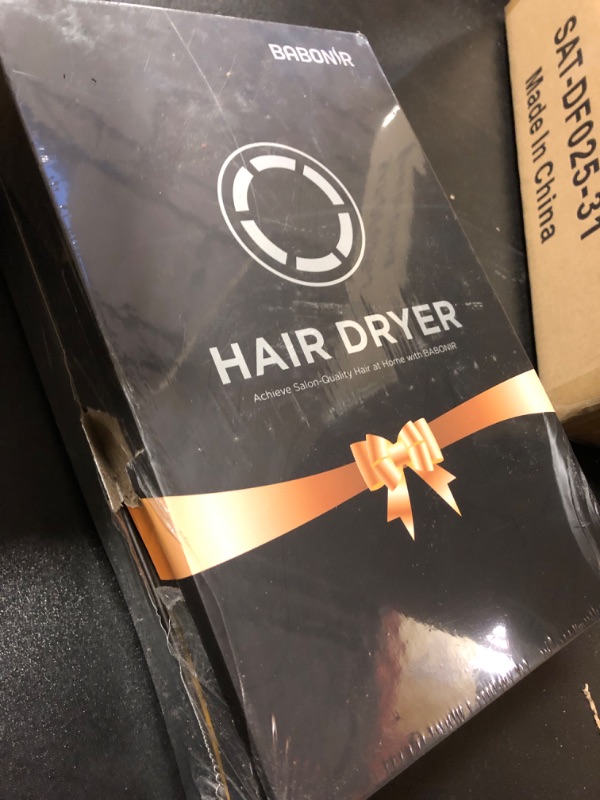 BABONIR
HAIR DRYER
Achieve Salon-Quality Hair at Home with BABONIR
SAT-DF025-31
Made In China